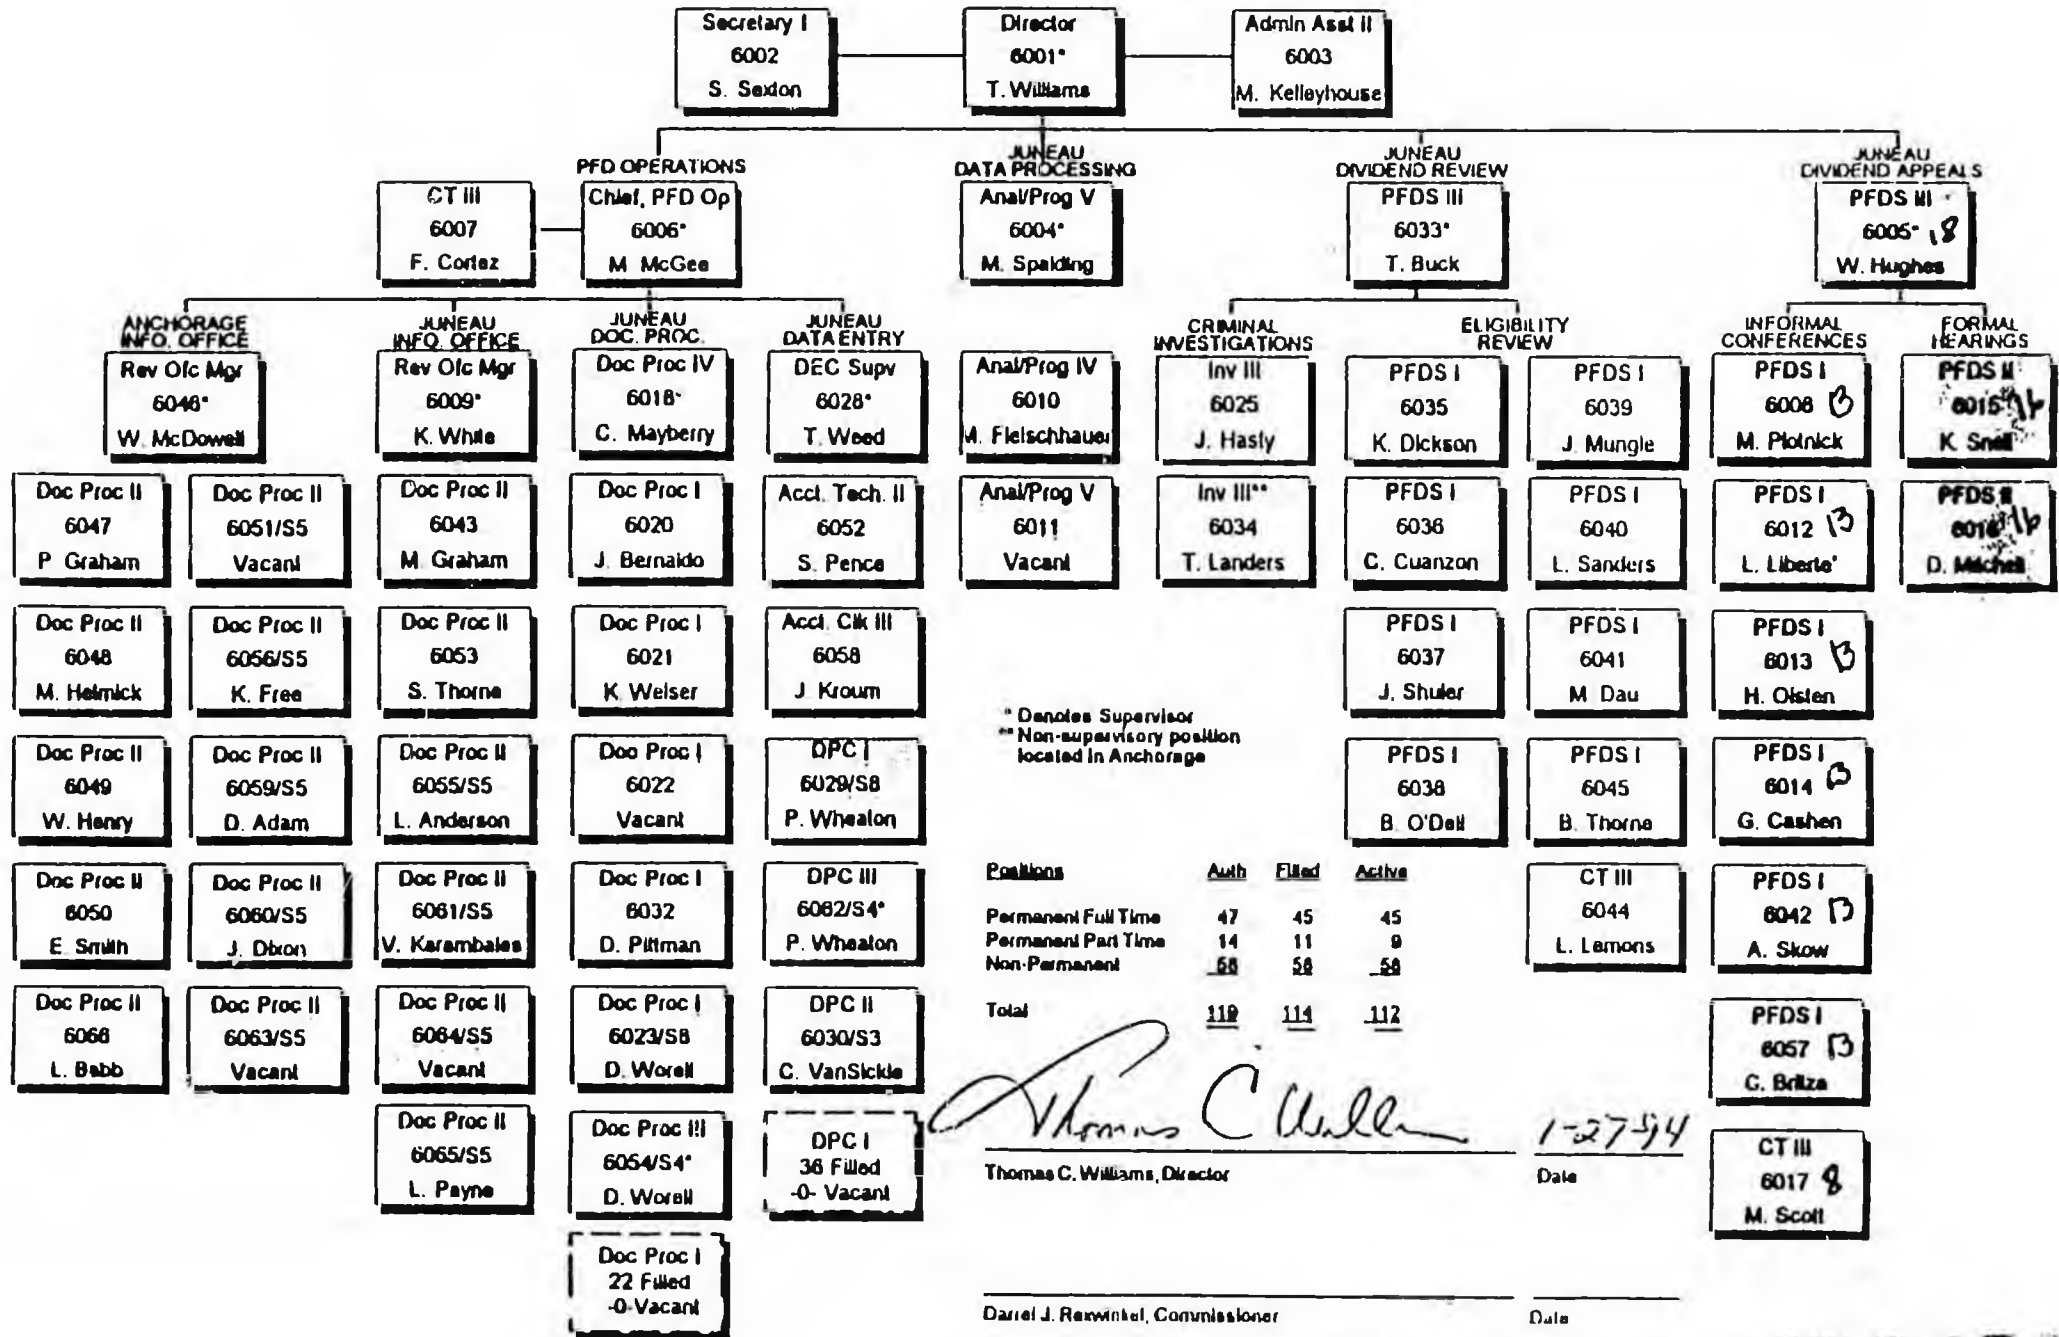 Secretary I
6002
S. Sexton
Director
6001*
T. Williams
Admin Asst II
6003
M. Kelleyhouse
PFD OPERATIONS
JUNEAU
DATA PROCESSING
JUNEAU
DIVIDEND REVIEW
JUNEAU
DIVIDEND APPEALS
CT III
6007
F. Cortez
Chief, PFD Op
6006*
M McGee
Anal/Prog V
6004*
M. Spalding
PFDS III
6033*
T. Buck
PFDS III
6005* 18
W. Hughes
ANCHORAGE
INFO. OFFICE
JUNEAU
INFO. OFFICE
JUNEAU
DOC. PROC.
JUNEAU
DATA ENTRY
CRIMINAL
INVESTIGATIONS
ELIGIBILITY
REVIEW
INFORMAL
CONFERENCES
FORMAL
HEARINGS
Rev Ofc Mgr
6046*
W. McDowell
Doc Proc II
6047
P. Graham
Doc Proc II
6048
M. Helmick
Doc Proc II
6049
W. Henry
Doc Proc II
6050
E. Smith
Doc Proc II
6066
L. Babb
Doc Proc II
6051/S5
Vacant
Doc Proc II
6056/S5
K. Free
Doc Proc II
6059/S5
D. Adam
Doc Proc II
6060/S5
J. Dixon
Doc Proc II
6063/S5
Vacant
Rev Ofc Mgr
6009*
K. White
Doc Proc II
6043
M. Graham
Doc Proc II
6053
S. Thorne
Doc Proc II
6055/S5
L. Anderson
Doc Proc II
6061/S5
V. Karambales
Doc Proc II
6064/S5
Vacant
Doc Proc II
6065/S5
L. Payne
Doc Proc IV
6018*
C. Mayberry
Doc Proc I
6020
J. Bernaldo
Doc Proc I
6021
K. Welser
Doc Proc I
6022
Vacant
Doc Proc I
6032
D. Pittman
Doc Proc I
6023/S8
D. Worell
Doc Proc III
6054/S4*
D. Worell
Doc Proc I
22 Filled
-0-Vacant
DEC Supv
6028*
T. Weed
Acct. Tech. II
6052
S. Pence
Acct. Clk III
6058
J. Kroum
DPC I
6029/S8
P. Wheaton
DPC III
6062/S4*
P. Wheaton
DPC II
6030/S3
C. VanSickle
DPC I
36 Filled
-0- Vacant
Anal/Prog IV
6010
M. Fleischhauer
Anal/Prog V
6011
Vacant
Inv III
6025
J. Hasty
Inv III**
6034
T. Landers
PFDS I
6035
K. Dickson
PFDS I
6036
C. Cuanzon
PFDS I
6037
J. Shuler
PFDS I
6038
B. O'Dell
PFDS I
6039
J. Mungle
PFDS I
6040
L. Sanders
PFDS I
6041
M Dau
PFDS I
6045
B. Thorne
CT III
6044
L. Lemons
PFDS I
6008 13
M. Plotnick
PFDS I
6012 13
L. Liberte'
PFDS I
6013 13
H. Olsten
PFDS I
6014 13
G. Cashen
PFDS I
6042 13
A. Skow
PFDS I
6057 13
C. Britza
CT III
6017 8
M. Scott
PFDS II
6015 16
K. Snell
PFDS II
6016 16
D. Mitchell
* Denotes Supervisor
** Non-supervisory position
located in Anchorage
Positions Auth Filled Active
Permanent Full Time 47 45 45
Permanent Part Time 14 11 9
Non-Permanent 58 58 58
Total 119 114 112
Thomas C Williams 1-27-94
Thomas C. Williams, Director Date
Darrel J. Rexwinkel, Commissioner Date